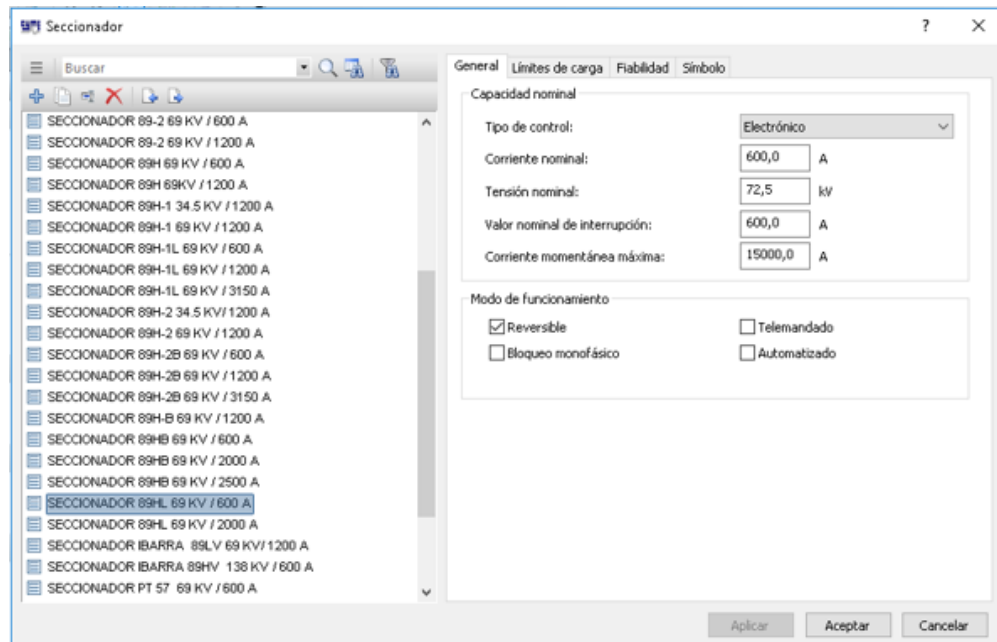 Seccionador
Buscar
SECCIONADOR 89-2 69 KV / 600 A
SECCIONADOR 89-2 69 KV / 1200 A
SECCIONADOR 89H 69 KV / 600 A
SECCIONADOR 89H 69KV / 1200 A
SECCIONADOR 89H-1 34.5 KV / 1200 A
SECCIONADOR 89H-1 69 KV / 1200 A
SECCIONADOR 89H-1L 69 KV / 600 A
SECCIONADOR 89H-1L 69 KV / 1200 A
SECCIONADOR 89H-1L 69 KV / 3150 A
SECCIONADOR 89H-2 34.5 KV/ 1200 A
SECCIONADOR 89H-2 69 KV / 1200 A
SECCIONADOR 89H-2B 69 KV / 600 A
SECCIONADOR 89H-2B 69 KV / 1200 A
SECCIONADOR 89H-2B 69 KV / 3150 A
SECCIONADOR 89H-B 69 KV / 1200 A
SECCIONADOR 89HB 69 KV / 600 A
SECCIONADOR 89HB 69 KV / 2000 A
SECCIONADOR 89HB 69 KV / 2500 A
SECCIONADOR 89HL 69 KV / 600 A
SECCIONADOR 89HL 69 KV / 2000 A
SECCIONADOR IBARRA 89LV 69 KV/ 1200 A
SECCIONADOR IBARRA 89HV 138 KV / 600 A
SECCIONADOR PT 57 69 KV / 600 A
General Límites de carga Fiabilidad Símbolo
Capacidad nominal
Tipo de control: Electrónico
Corriente nominal: 600,0 A
Tensión nominal: 72,5 kV
Valor nominal de interrupción: 600,0 A
Corriente momentánea máxima: 15000,0 A
Modo de funcionamiento
Reversible Telemandado
Bloqueo monofásico Automatizado
Aplicar Aceptar Cancelar